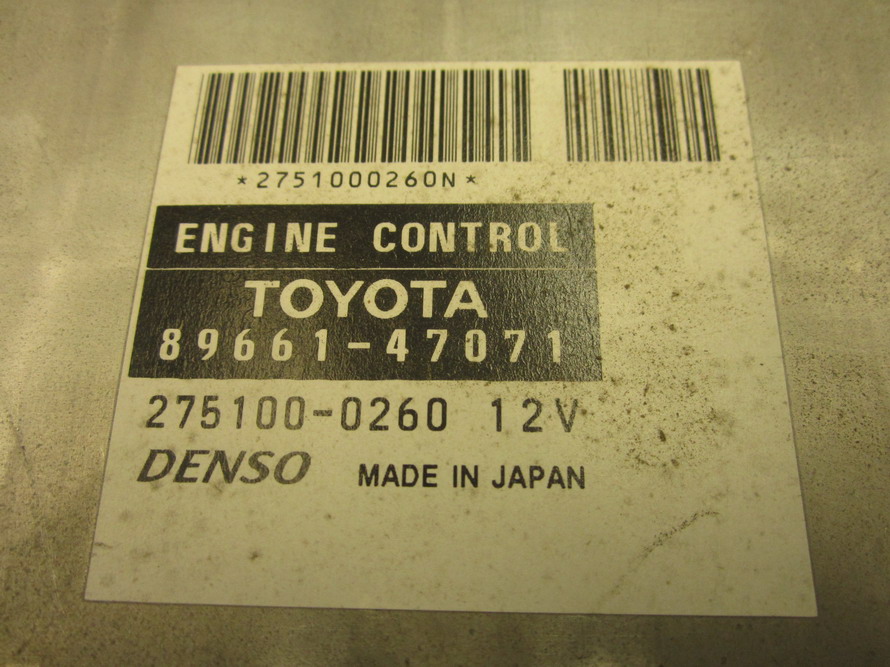 *2751000260N*
ENGINE CONTROL
TOYOTA
89661-47071
275100-0260 12V
DENSO MADE IN JAPAN